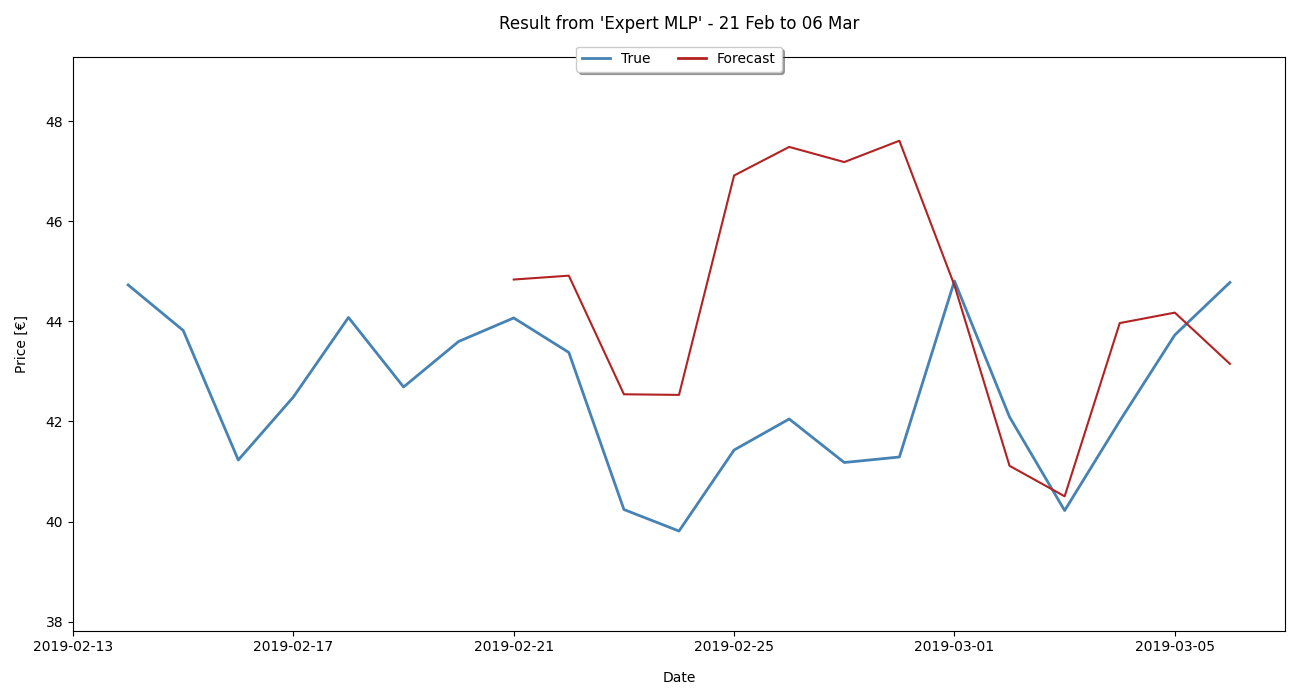 Result from 'Expert MLP' - 21 Feb to 06 Mar
True Forecast
48
46
44
42
40
38
Price [€]
2019-02-13 2019-02-17 2019-02-21 2019-02-25 2019-03-01 2019-03-05
Date